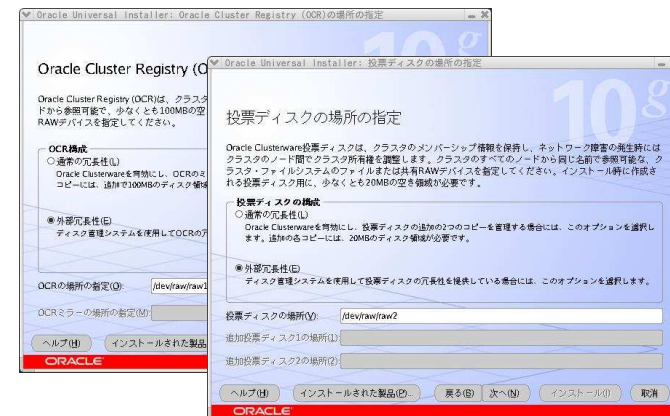 Oracle Universal Installer: Oracle Cluster Registry (OCR)の場所の指定
Oracle Cluster Registry (O
Oracle Cluster Registry (OCR)は、クラスタ
ドから参照可能で、少なくとも100MBの空
RAWデバイスを指定してください。
OCR構成
通常の冗長性(L)
Oracle Clusterwareを有効にし、OCRのミ
コピーには、追加で100MBのディスク領域
外部冗長性(E)
ディスク管理システムを使用してOCRの冗
OCRの場所の指定(O): /dev/raw/raw1
OCRミラーの場所の指定(M):
ヘルプ(H) インストールされた製品
ORACLE
Oracle Universal Installer: 投票ディスクの場所の指定
10g
投票ディスクの場所の指定
Oracle Clusterware投票ディスクは、クラスタのメンバーシップ情報を保持し、ネットワーク障害の発生時には
クラスタのノード間でクラスタ所有権を調整します。クラスタのすべてのノードから同じ名前で参照可能な、ク
ラスタ・ファイルシステムのファイルまたは共有RAWデバイスを指定してください。インストール時に作成さ
れる投票ディスク用に、少なくとも20MBの空き領域が必要です。
投票ディスクの構成
通常の冗長性(L)
Oracle Clusterwareを有効にし、投票ディスクの追加の2つのコピーを管理する場合には、このオプションを選択し
ます。追加の各コピーには、20MBのディスク領域が必要です。
外部冗長性(E)
ディスク管理システムを使用して投票ディスクの冗長性を提供している場合には、このオプションを選択します。
投票ディスクの場所(V): /dev/raw/raw2
追加投票ディスク1の場所(1):
追加投票ディスク2の場所(2):
ヘルプ(H) インストールされた製品(P)... 戻る(B) 次へ(N) インストール(I) 取消
ORACLE